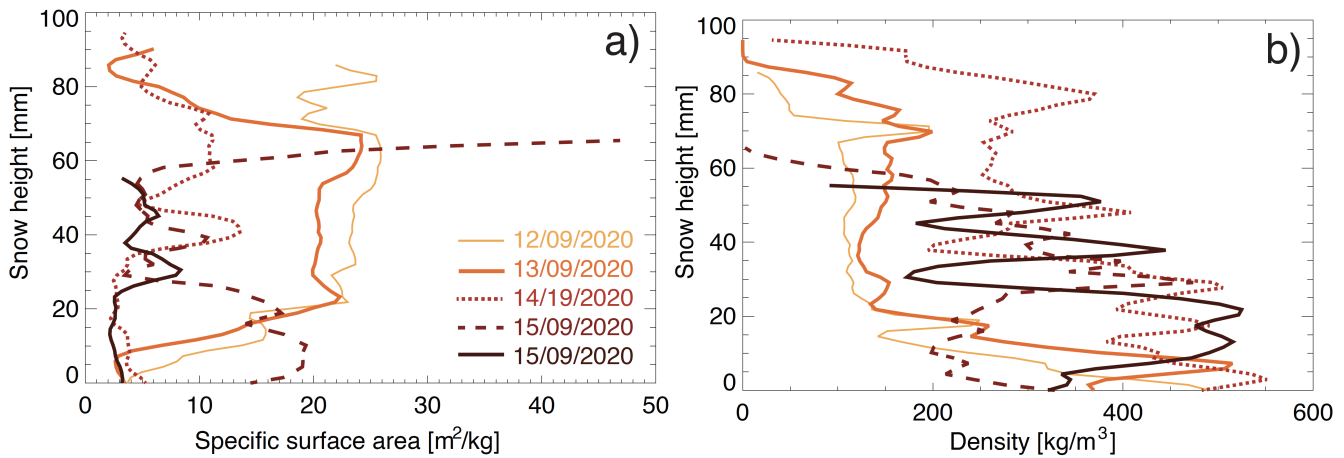 a)
100
80
60
40
20
0
Snow height [mm]
12/09/2020
13/09/2020
14/19/2020
15/09/2020
15/09/2020
0 10 20 30 40 50
Specific surface area [m²/kg]
b)
100
80
60
40
20
0
Snow height [mm]
0 200 400 600
Density [kg/m³]